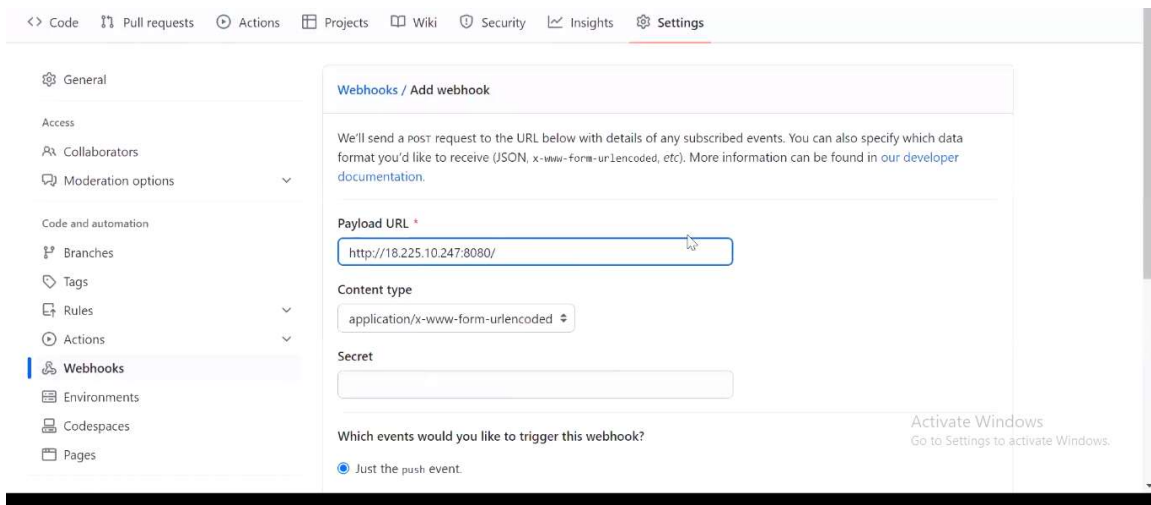 <> Code Pull requests Actions Projects Wiki Security Insights Settings
General
Access
Collaborators
Moderation options
Code and automation
Branches
Tags
Rules
Actions
Webhooks
Environments
Codespaces
Pages
Webhooks / Add webhook
We'll send a POST request to the URL below with details of any subscribed events. You can also specify which data
format you'd like to receive (JSON, x-www-form-urlencoded, etc). More information can be found in our developer
documentation.
Payload URL *
http://18.225.10.247:8080/
Content type
application/x-www-form-urlencoded
Secret
Which events would you like to trigger this webhook?
Just the push event.
Activate Windows
Go to Settings to activate Windows.